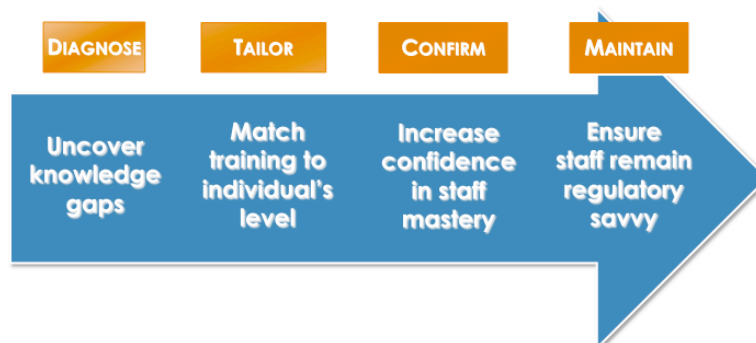 DIAGNOSE
TAILOR
CONFIRM
MAINTAIN
Uncover
knowledge
gaps
Match
training to
individual's
level
Increase
confidence
in staff
mastery
Ensure
staff remain
regulatory
savvy